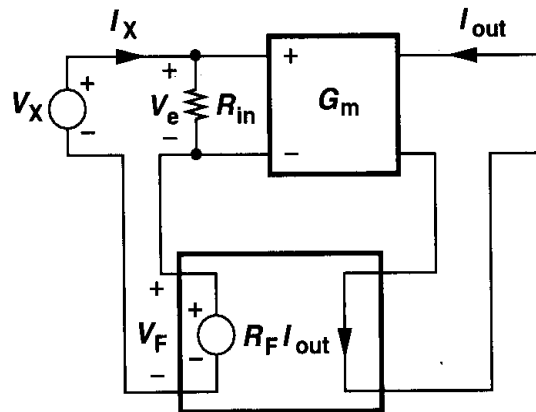 I_X
I_out
+
+
+
V_X
V_e
R_in
G_m
−
−
−
+
+
V_F
R_F I_out
−
−